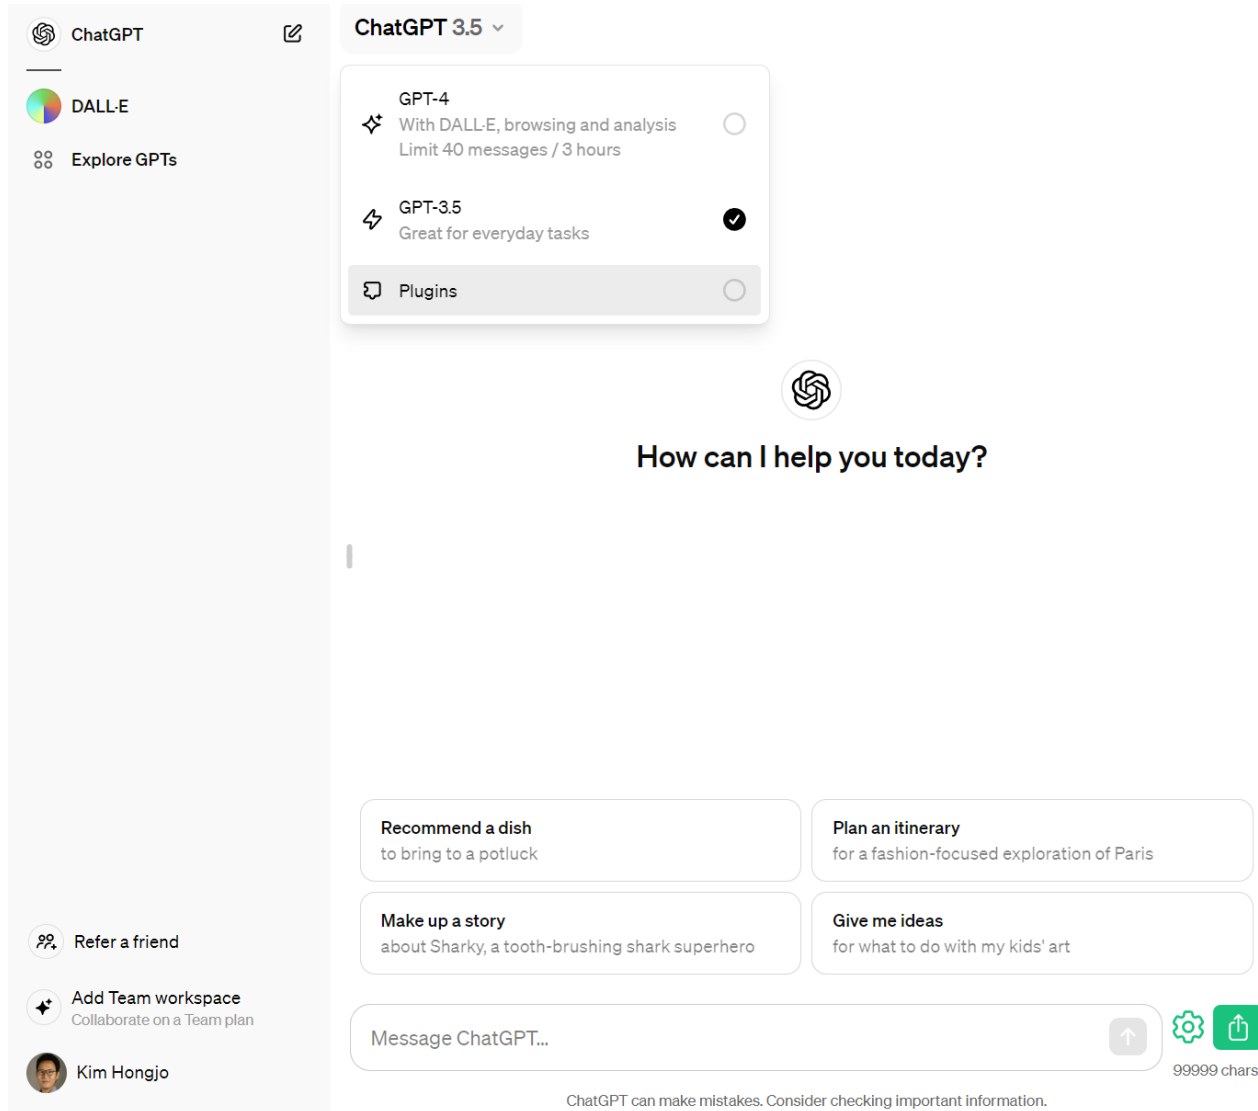 ChatGPT
DALL·E
Explore GPTs
ChatGPT 3.5
GPT-4
With DALL·E, browsing and analysis
Limit 40 messages / 3 hours
GPT-3.5
Great for everyday tasks
Plugins
How can I help you today?
Recommend a dish
to bring to a potluck
Plan an itinerary
for a fashion-focused exploration of Paris
Make up a story
about Sharky, a tooth-brushing shark superhero
Give me ideas
for what to do with my kids' art
Refer a friend
Add Team workspace
Collaborate on a Team plan
Kim Hongjo
Message ChatGPT...
99999 chars
ChatGPT can make mistakes. Consider checking important information.